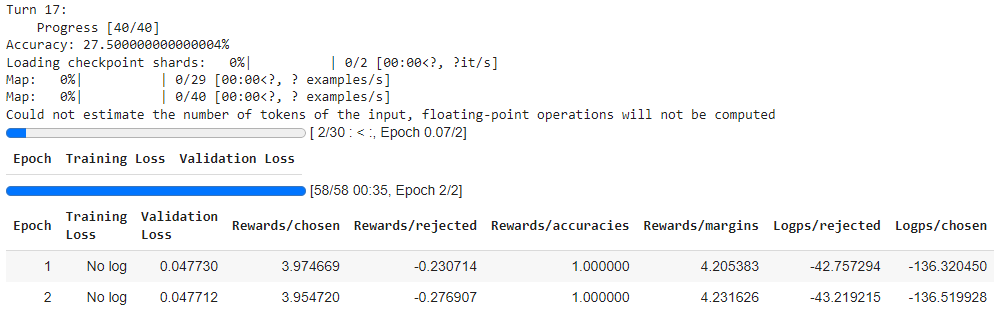 Turn 17:
Progress [40/40]
Accuracy: 27.500000000000004%
Loading checkpoint shards:   0%|          | 0/2 [00:00<?, ?it/s]
Map:   0%|          | 0/29 [00:00<?, ? examples/s]
Map:   0%|          | 0/40 [00:00<?, ? examples/s]
Could not estimate the number of tokens of the input, floating-point operations will not be computed
[ 2/30 : < :, Epoch 0.07/2]
Epoch Training Loss Validation Loss
[58/58 00:35, Epoch 2/2]
Epoch Training Loss Validation Loss Rewards/chosen Rewards/rejected Rewards/accuracies Rewards/margins Logps/rejected Logps/chosen
1 No log 0.047730 3.974669 -0.230714 1.000000 4.205383 -42.757294 -136.320450
2 No log 0.047712 3.954720 -0.276907 1.000000 4.231626 -43.219215 -136.519928